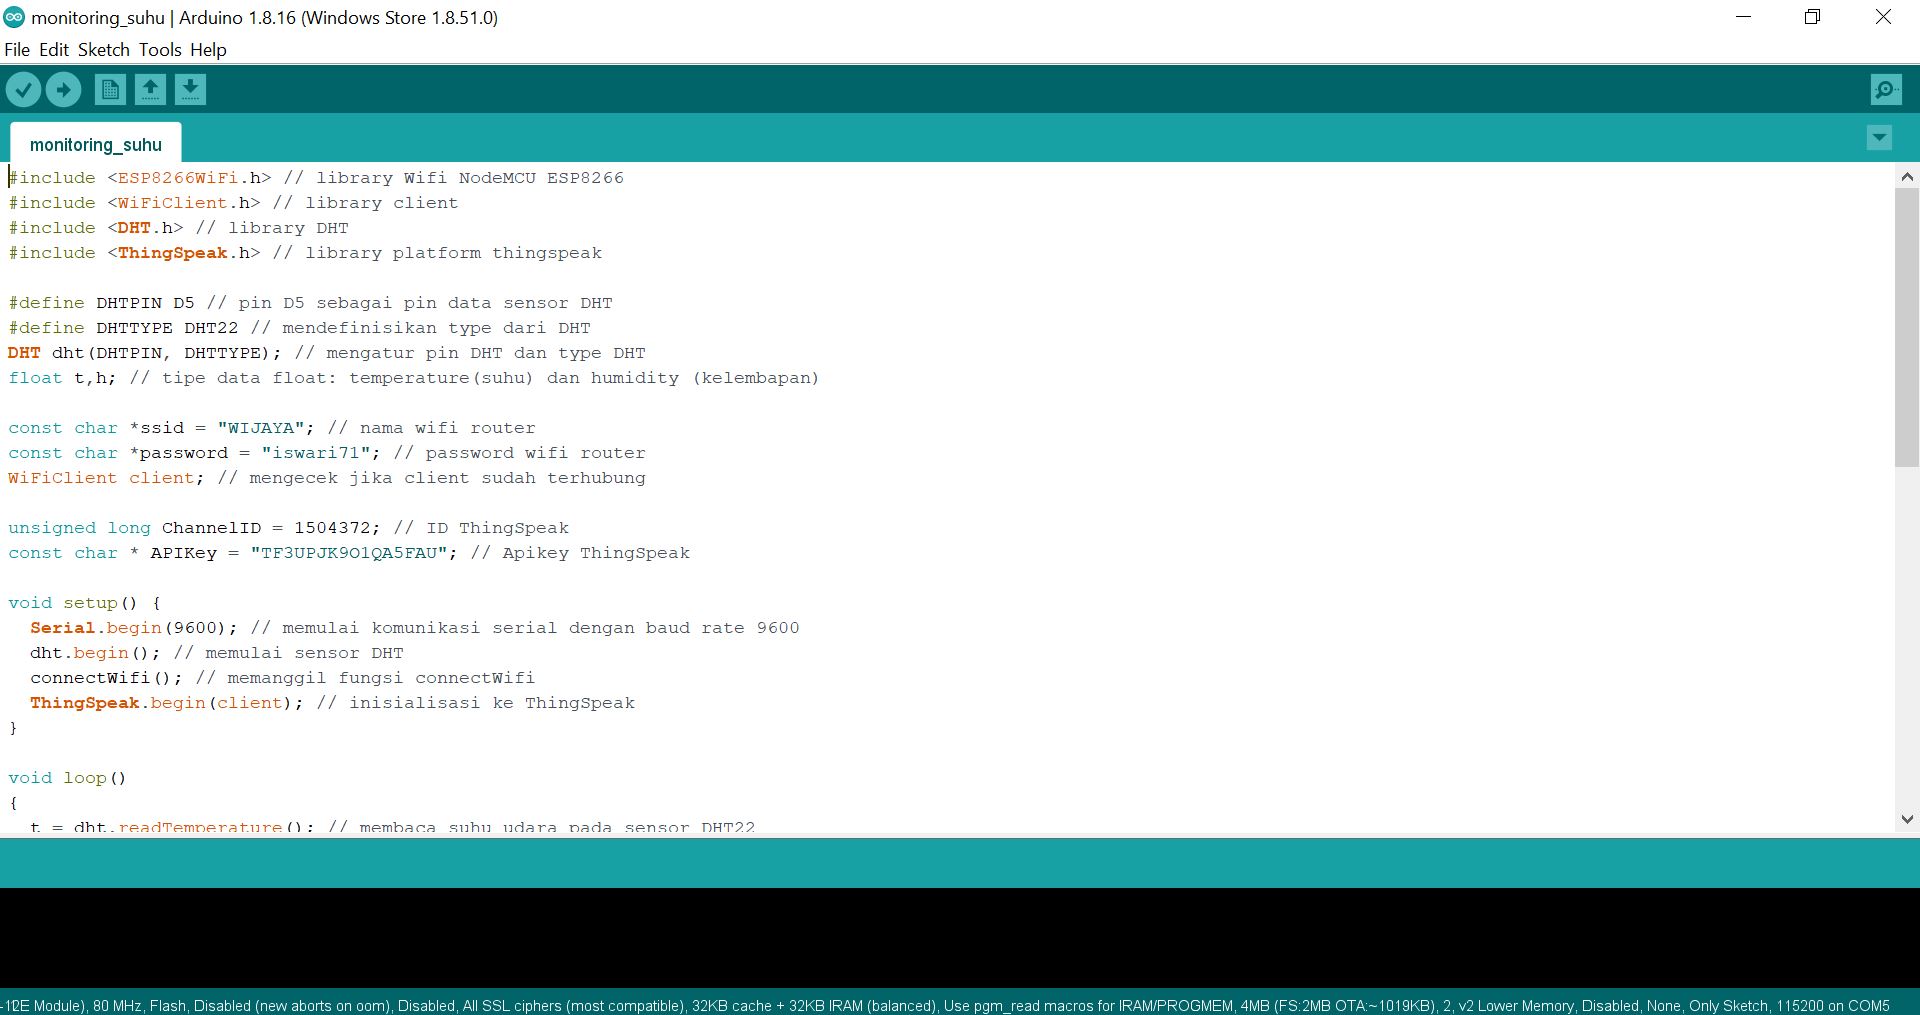 monitoring_suhu | Arduino 1.8.16 (Windows Store 1.8.51.0)
File Edit Sketch Tools Help
monitoring_suhu
#include <ESP8266WiFi.h> // library Wifi NodeMCU ESP8266
#include <WiFiClient.h> // library client
#include <DHT.h> // library DHT
#include <ThingSpeak.h> // library platform thingspeak
#define DHTPIN D5 // pin D5 sebagai pin data sensor DHT
#define DHTTYPE DHT22 // mendefinisikan type dari DHT
DHT dht(DHTPIN, DHTTYPE); // mengatur pin DHT dan type DHT
float t,h; // tipe data float: temperature(suhu) dan humidity (kelembapan)
const char *ssid = "WIJAYA"; // nama wifi router
const char *password = "iswari71"; // password wifi router
WiFiClient client; // mengecek jika client sudah terhubung
unsigned long ChannelID = 1504372; // ID ThingSpeak
const char * APIKey = "TF3UPJK9O1QA5FAU"; // Apikey ThingSpeak
void setup() {
Serial.begin(9600); // memulai komunikasi serial dengan baud rate 9600
dht.begin(); // memulai sensor DHT
connectWifi(); // memanggil fungsi connectWifi
ThingSpeak.begin(client); // inisialisasi ke ThingSpeak
}
void loop()
{
t = dht.readTemperature(); // membaca suhu udara pada sensor DHT22
Module), 80 MHz, Flash, Disabled (new aborts on oom), Disabled, All SSL ciphers (most compatible), 32KB cache + 32KB IRAM (balanced), Use pgm_read macros for IRAM/PROGMEM, 4MB (FS:2MB OTA:~1019KB), 2, v2 Lower Memory, Disabled, None, Only Sketch, 115200 on COM5